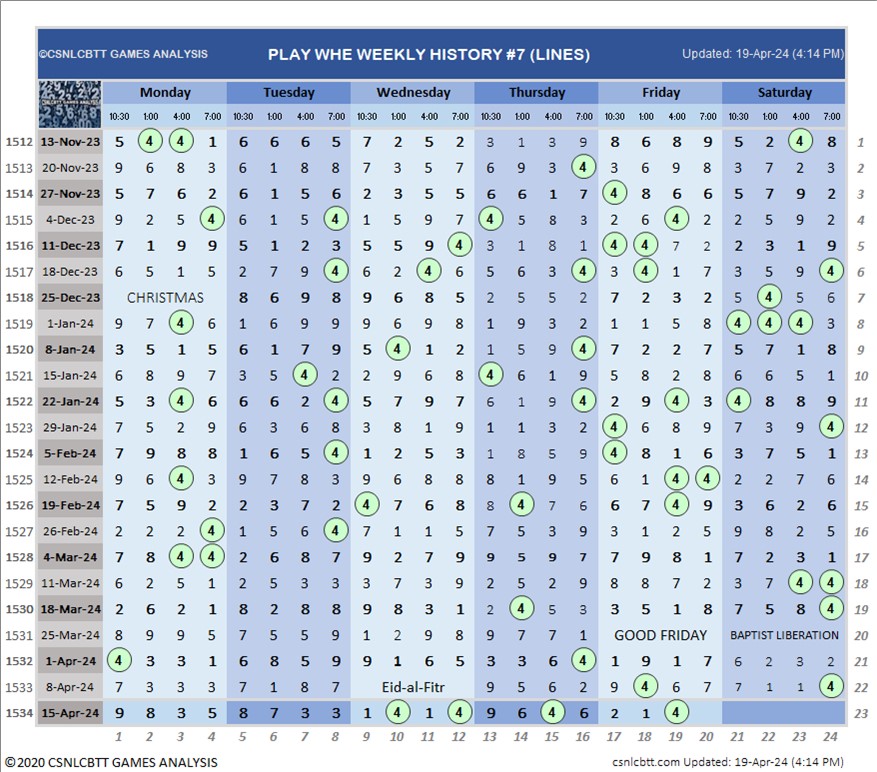 ©CSNLCBTT GAMES ANALYSIS PLAY WHE WEEKLY HISTORY #7 (LINES) Updated: 19-Apr-24 (4:14 PM)
CSNLCBTT GAMES ANALYSIS Monday Tuesday Wednesday Thursday Friday Saturday
10:30 1:00 4:00 7:00 10:30 1:00 4:00 8:00 10:30 1:00 4:00 7:00 10:30 1:00 4:00 7:00 10:30 1:00 4:00 7:00 10:30 1:00 4:00 7:00
1512 13-Nov-23 5 4 4 1 6 6 6 5 7 2 5 2 3 1 3 9 8 6 8 9 5 2 4 8 1
1513 20-Nov-23 9 6 8 3 6 1 8 8 7 3 5 7 6 9 3 4 3 6 9 8 3 7 2 3 2
1514 27-Nov-23 5 7 6 2 6 1 5 6 2 3 5 5 6 6 1 7 4 8 6 6 5 7 9 2 3
1515 4-Dec-23 9 2 5 4 6 1 5 4 1 5 9 7 4 5 8 3 2 6 4 2 2 5 9 2 4
1516 11-Dec-23 7 1 9 9 5 1 2 3 5 5 9 4 3 1 8 1 4 4 7 2 2 3 1 9 5
1517 18-Dec-23 6 5 1 5 2 7 9 4 6 2 4 6 5 6 3 4 3 4 1 7 3 5 9 4 6
1518 25-Dec-23 CHRISTMAS 8 6 9 8 9 6 8 5 2 5 5 2 7 2 3 2 5 4 5 6 7
1519 1-Jan-24 9 7 4 6 1 6 9 9 9 6 9 8 1 9 3 2 1 1 5 8 4 4 4 3 8
1520 8-Jan-24 3 5 1 5 6 1 7 9 5 4 1 2 1 5 9 4 7 2 2 7 5 7 1 8 9
1521 15-Jan-24 6 8 9 7 3 5 4 2 2 9 6 8 4 6 1 9 5 8 2 8 6 6 5 1 10
1522 22-Jan-24 5 3 4 6 6 6 2 4 5 7 9 7 6 1 9 4 2 9 4 3 4 8 8 9 11
1523 29-Jan-24 7 5 2 9 6 3 6 8 3 8 1 9 1 1 3 2 4 6 8 9 7 3 9 4 12
1524 5-Feb-24 7 9 8 8 1 6 5 4 1 2 5 3 1 8 5 9 4 8 1 6 3 7 5 1 13
1525 12-Feb-24 9 6 4 3 9 7 8 3 9 6 8 8 8 1 9 5 6 1 4 4 2 2 7 6 14
1526 19-Feb-24 7 5 9 2 2 3 7 2 4 7 6 8 1 4 7 6 6 7 4 9 3 6 2 6 15
1527 26-Feb-24 2 2 2 4 1 5 6 4 7 1 1 5 7 5 3 9 3 1 2 5 9 8 2 5 16
1528 4-Mar-24 7 8 4 4 2 6 8 7 9 2 7 9 9 5 9 7 7 9 8 1 7 2 3 1 17
1529 11-Mar-24 6 2 5 1 2 5 3 3 3 7 3 9 2 5 2 9 8 8 7 2 3 7 4 4 18
1530 18-Mar-24 2 6 2 1 8 2 8 8 9 8 3 1 2 4 5 3 3 5 1 8 7 5 8 4 19
1531 25-Mar-24 8 9 9 5 7 5 5 9 1 2 9 8 9 7 7 1 GOOD FRIDAY BAPTIST LIBERATION 20
1532 1-Apr-24 4 3 3 1 6 8 5 9 9 1 6 5 3 3 6 4 1 9 1 7 6 2 3 2 21
1533 8-Apr-24 7 3 3 3 7 1 8 7 Eid-al-Fitr 9 5 6 2 9 4 6 7 7 1 1 4 22
1534 15-Apr-24 9 8 3 5 8 7 3 3 1 4 1 4 9 6 4 6 2 1 4 23
1 2 3 4 5 6 7 8 9 10 11 12 13 14 15 16 17 18 19 20 21 22 23 24
©2020 CSNLCBTT GAMES ANALYSIS csnlcbtt.com Updated: 19-Apr-24 (4:14 PM)